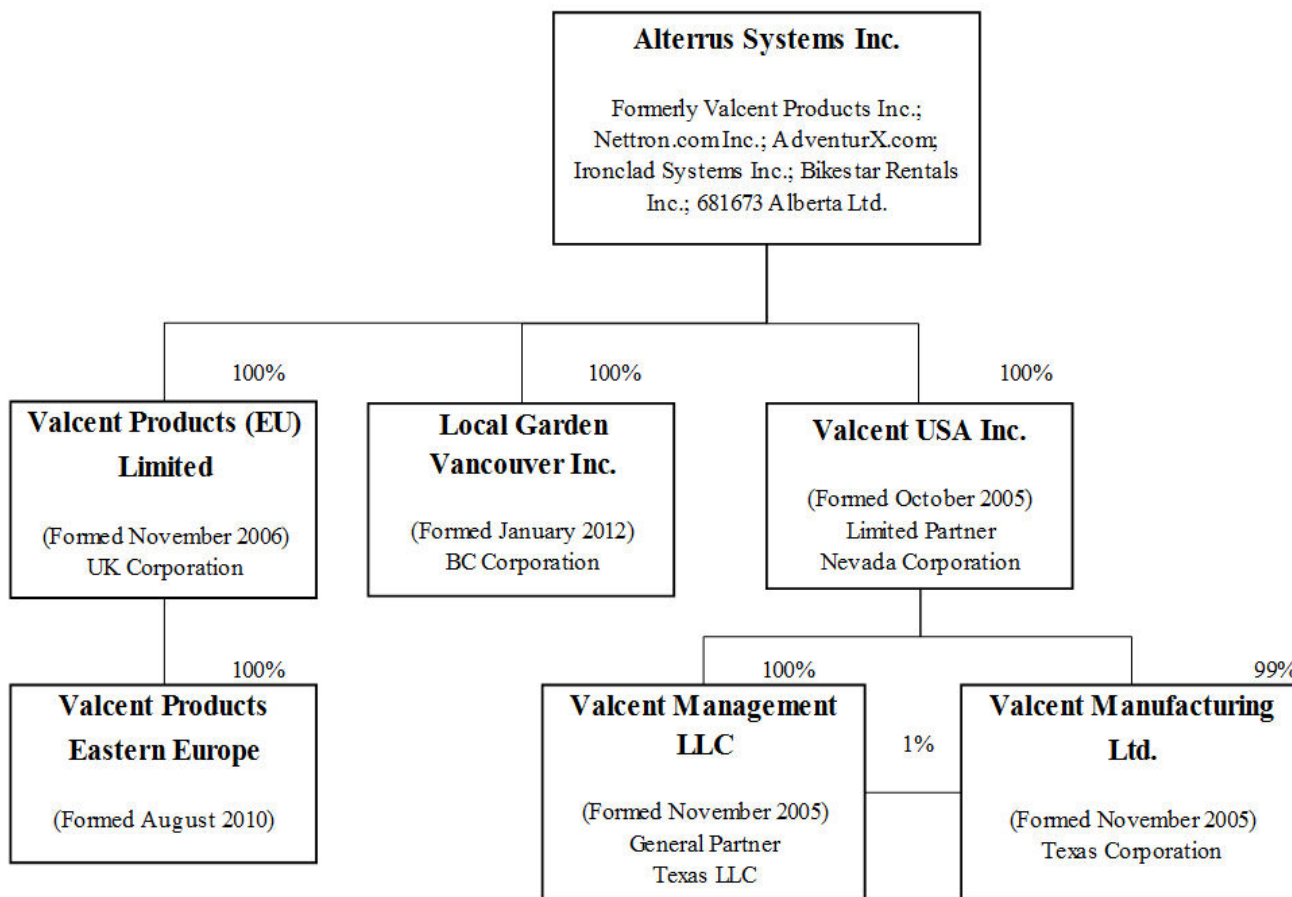 Alterrus Systems Inc.
Formerly Valcent Products Inc.;
Nettron.com Inc.; AdventurX.com;
Ironclad Systems Inc.; Bikestar Rentals
Inc.; 681673 Alberta Ltd.
100%
Valcent Products (EU)
Limited
(Formed November 2006)
UK Corporation
100%
Local Garden
Vancouver Inc.
(Formed January 2012)
BC Corporation
100%
Valcent USA Inc.
(Formed October 2005)
Limited Partner
Nevada Corporation
100%
Valcent Products
Eastern Europe
(Formed August 2010)
100%
Valcent Management
LLC
(Formed November 2005)
General Partner
Texas LLC
1%
99%
Valcent Manufacturing
Ltd.
(Formed November 2005)
Texas Corporation